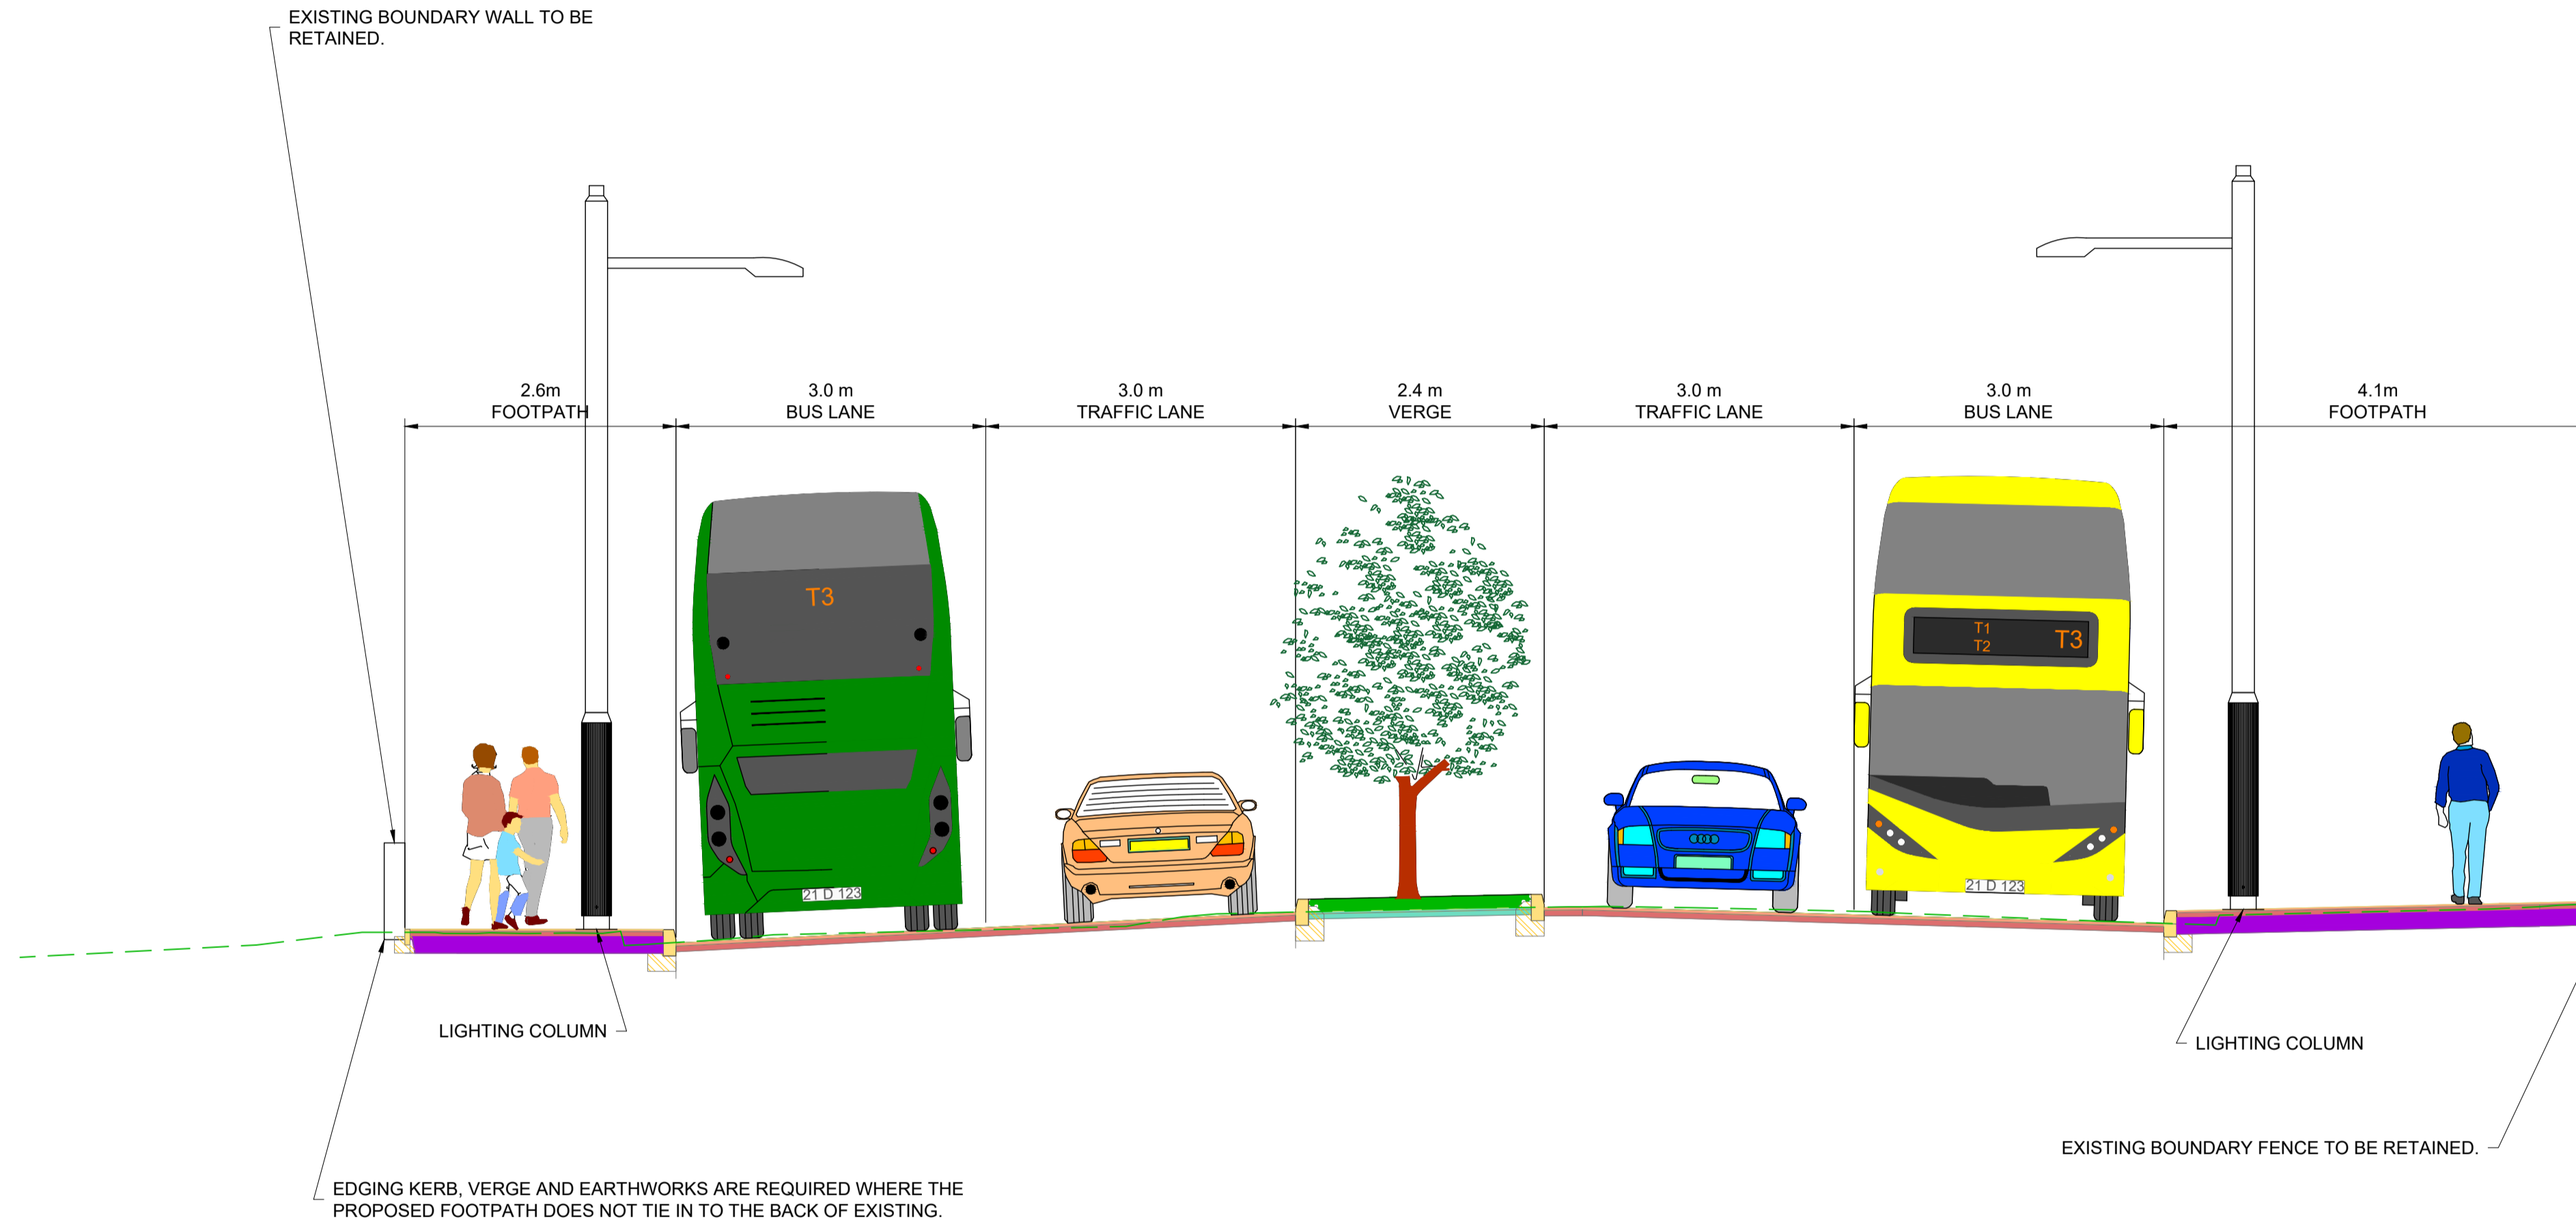 EXISTING BOUNDARY WALL TO BE
RETAINED.
2.6m
FOOTPATH
3.0 m
BUS LANE
3.0 m
TRAFFIC LANE
2.4 m
VERGE
3.0 m
TRAFFIC LANE
3.0 m
BUS LANE
4.1m
FOOTPATH
T3
T1
T2
T3
21 D 123
21 D 123
LIGHTING COLUMN
LIGHTING COLUMN
EXISTING BOUNDARY FENCE TO BE RETAINED.
EDGING KERB, VERGE AND EARTHWORKS ARE REQUIRED WHERE THE
PROPOSED FOOTPATH DOES NOT TIE IN TO THE BACK OF EXISTING.